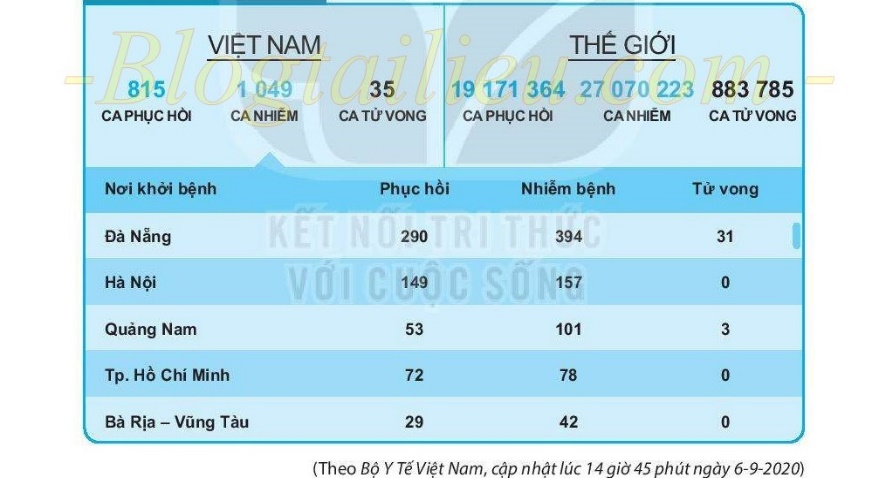 VIỆT NAM THẾ GIỚI
- Blogtailieu.com -
815 1 049 35 19 171 364 27 070 223 883 785
CA PHỤC HỒI CA NHIỄM CA TỬ VONG CA PHỤC HỒI CA NHIỄM CA TỬ VONG
Nơi khởi bệnh Phục hồi Nhiễm bệnh Tử vong
Đà Nẵng 290 394 31
KẾT NỐI TRI THỨC
Hà Nội 149 157 0
VỚI CUỘC SỐNG
Quảng Nam 53 101 3
Tp. Hồ Chí Minh 72 78 0
Bà Rịa – Vũng Tàu 29 42 0
(Theo Bộ Y Tế Việt Nam, cập nhật lúc 14 giờ 45 phút ngày 6-9-2020)